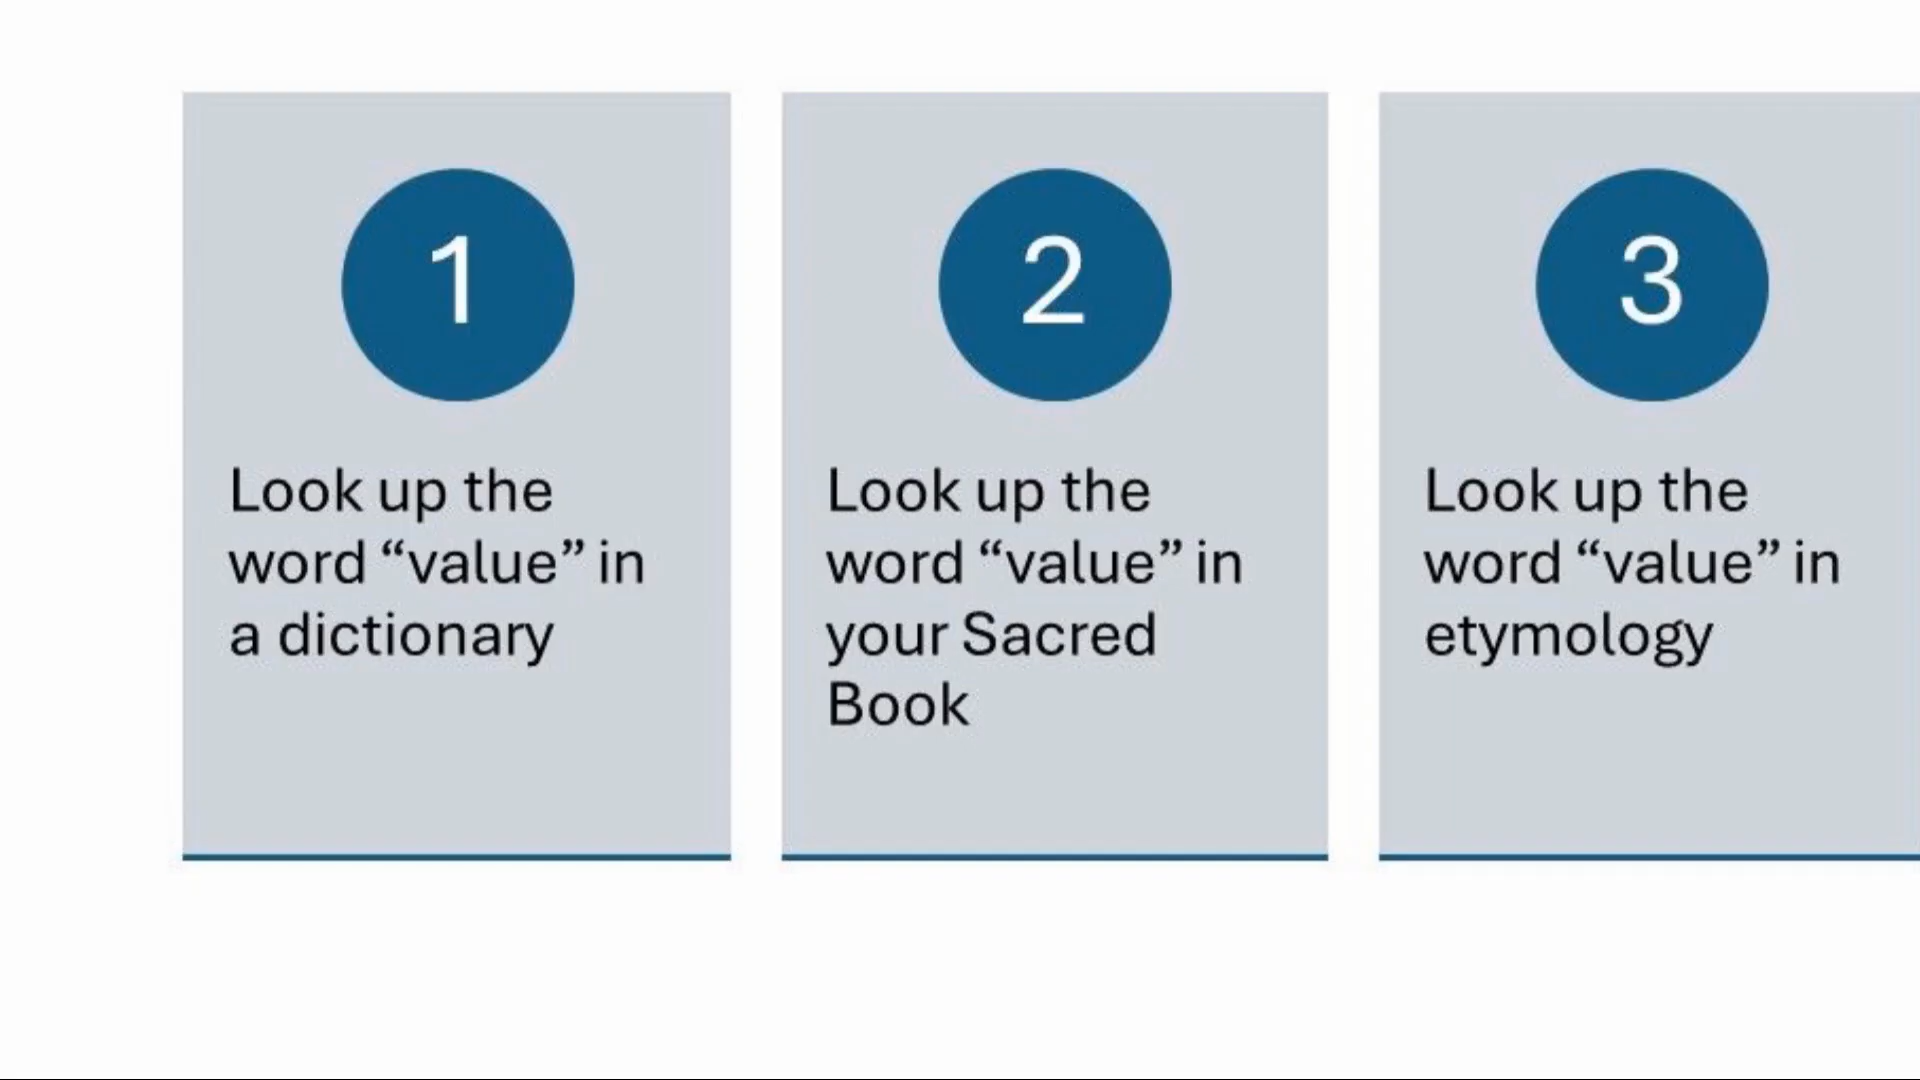 1
Look up the
word “value” in
a dictionary
2
Look up the
word “value” in
your Sacred
Book
3
Look up the
word “value” in
etymology